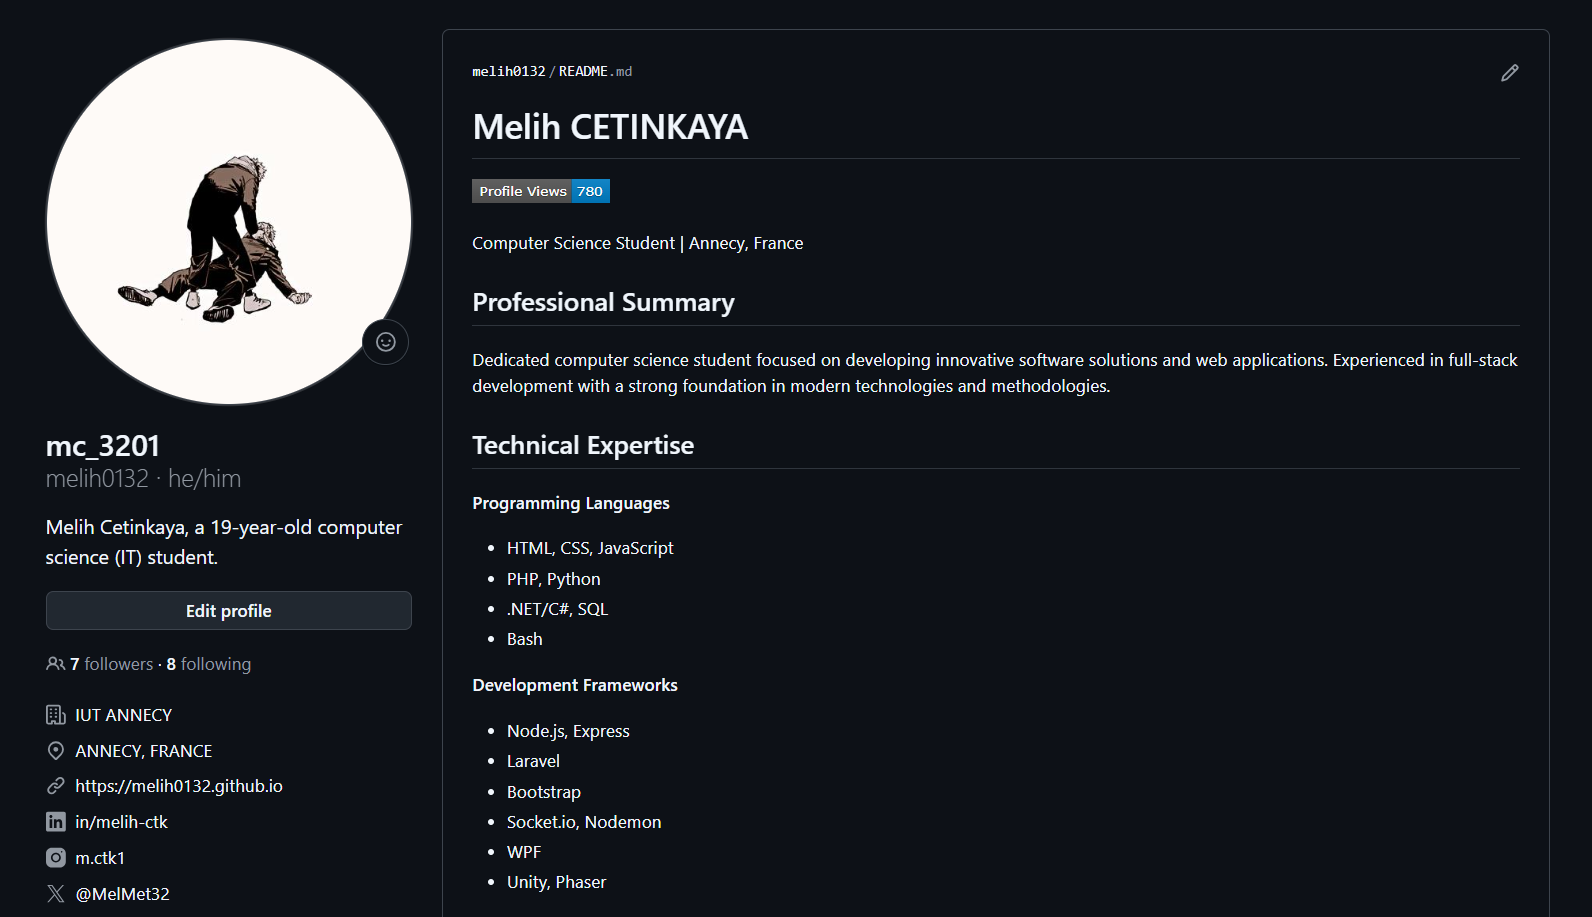 mc_3201
melih0132 · he/him
Melih Cetinkaya, a 19-year-old computer
science (IT) student.
Edit profile
7 followers · 8 following
IUT ANNECY
ANNECY, FRANCE
https://melih0132.github.io
in/melih-ctk
m.ctk1
@MelMet32
melih0132/README.md
Melih CETINKAYA
Profile Views 780
Computer Science Student | Annecy, France
Professional Summary
Dedicated computer science student focused on developing innovative software solutions and web applications. Experienced in full-stack
development with a strong foundation in modern technologies and methodologies.
Technical Expertise
Programming Languages
• HTML, CSS, JavaScript
• PHP, Python
• .NET/C#, SQL
• Bash
Development Frameworks
• Node.js, Express
• Laravel
• Bootstrap
• Socket.io, Nodemon
• WPF
• Unity, Phaser